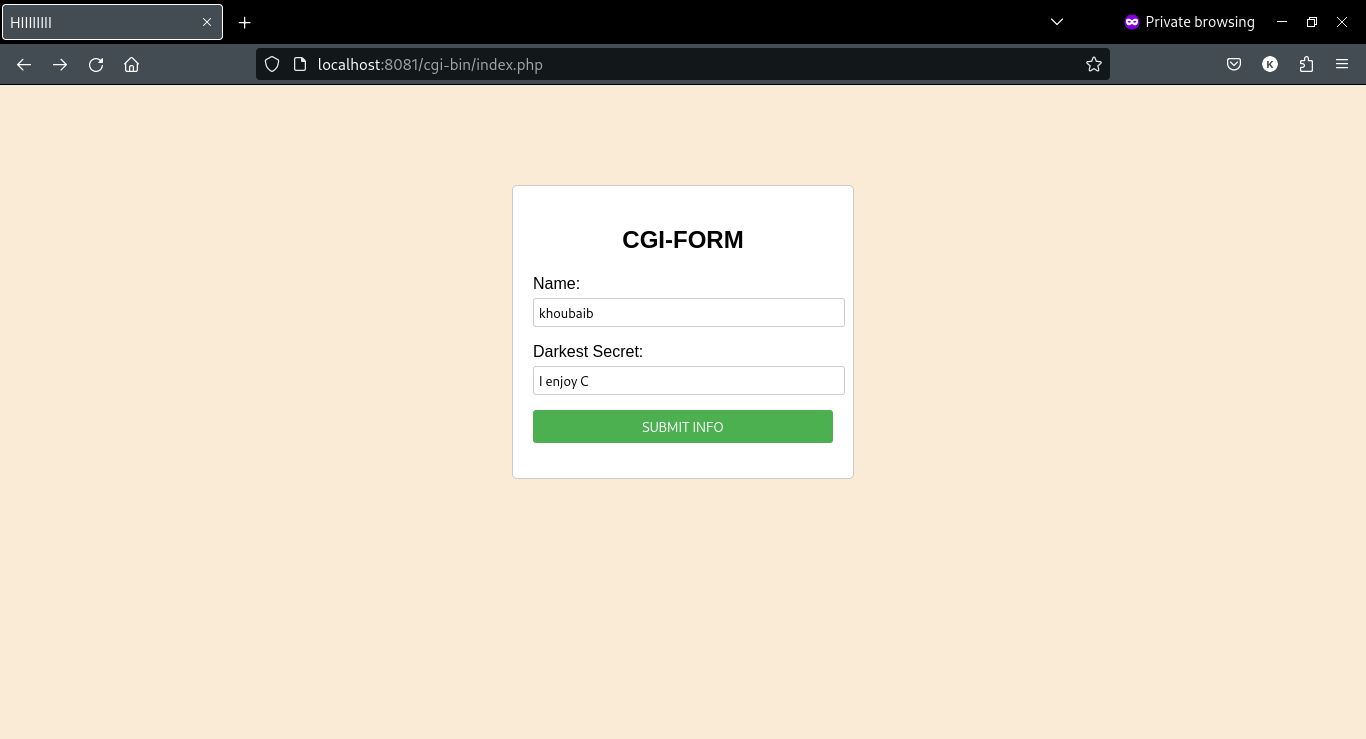 HIIIIIIII
Private browsing
localhost:8081/cgi-bin/index.php
K
CGI-FORM
Name:
khoubaib
Darkest Secret:
I enjoy C
SUBMIT INFO